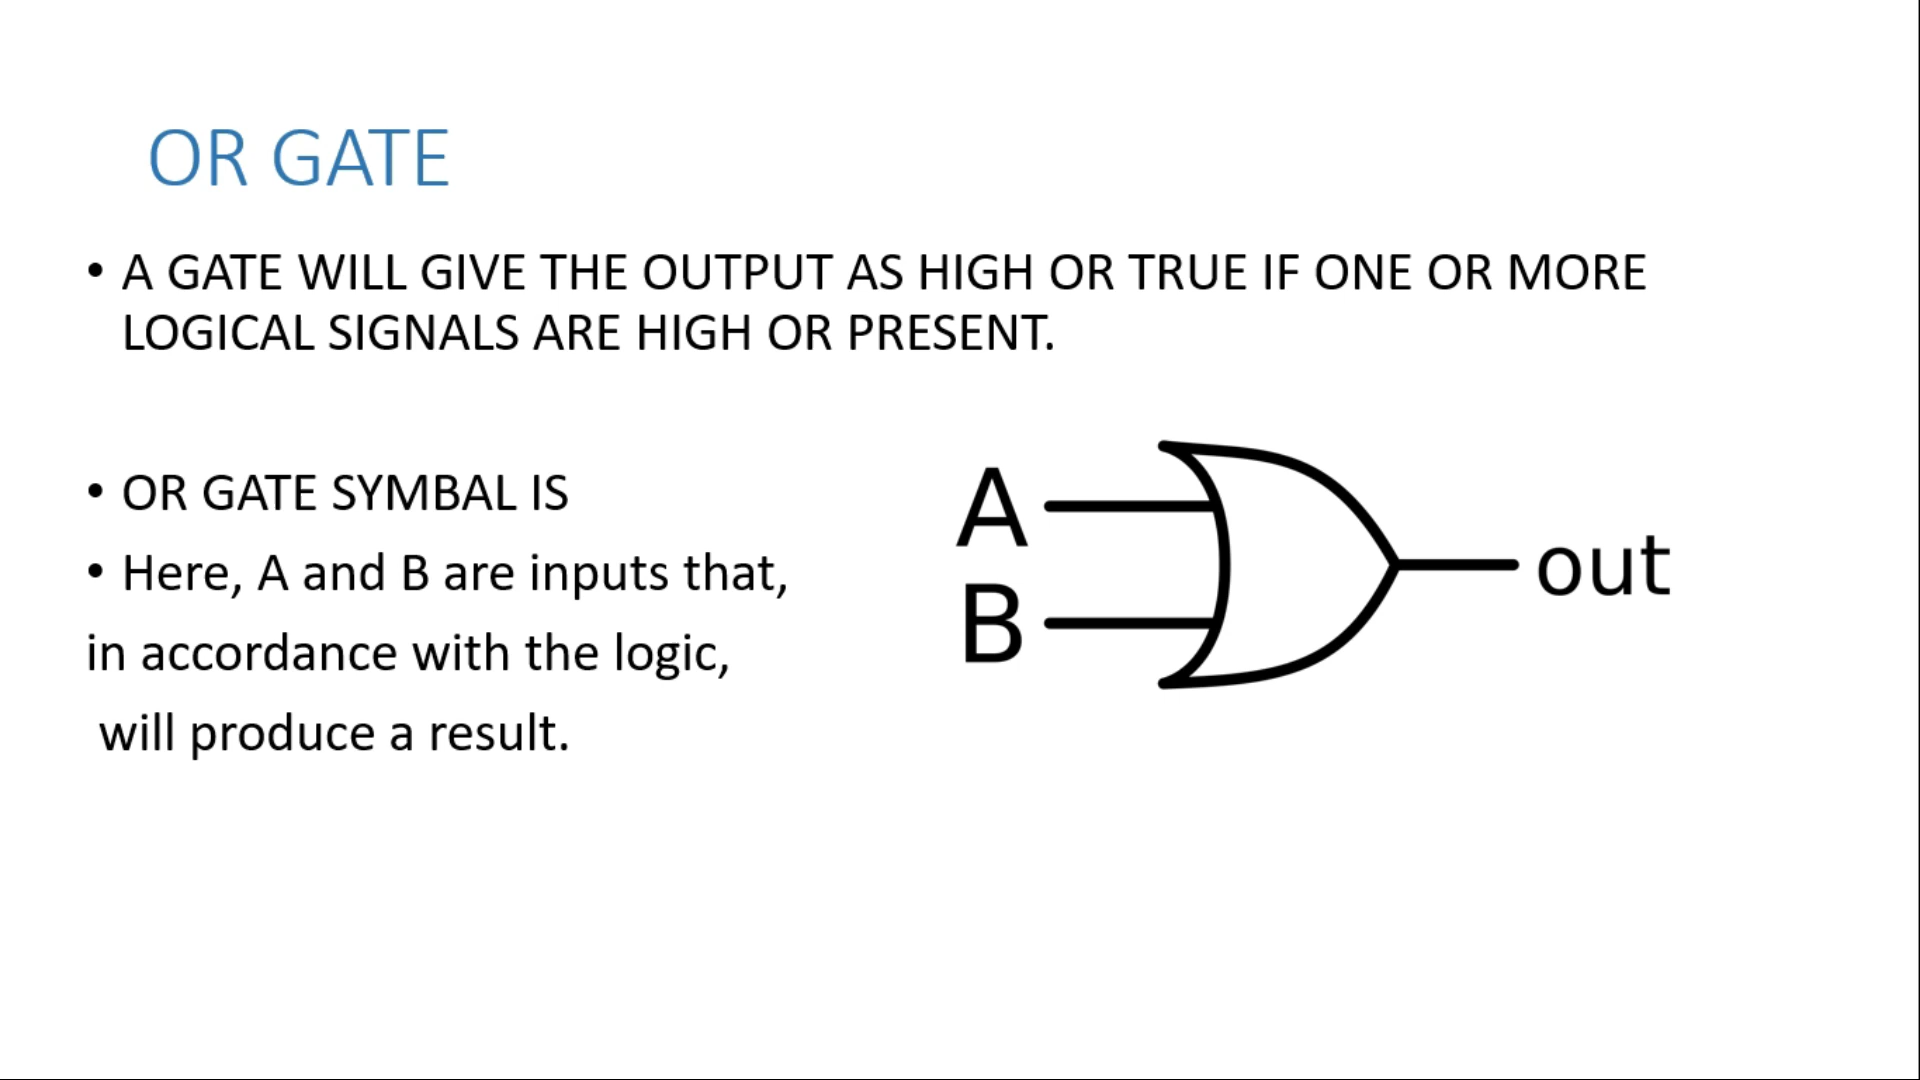 OR GATE
• A GATE WILL GIVE THE OUTPUT AS HIGH OR TRUE IF ONE OR MORE
LOGICAL SIGNALS ARE HIGH OR PRESENT.
• OR GATE SYMBAL IS
• Here, A and B are inputs that,
in accordance with the logic,
will produce a result.
A
B
out